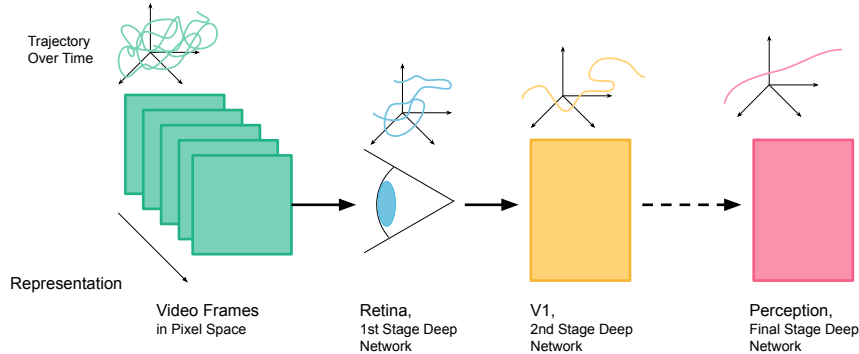 Trajectory
Over Time
Representation
Video Frames
in Pixel Space
Retina,
1st Stage Deep
Network
V1,
2nd Stage Deep
Network
Perception,
Final Stage Deep
Network